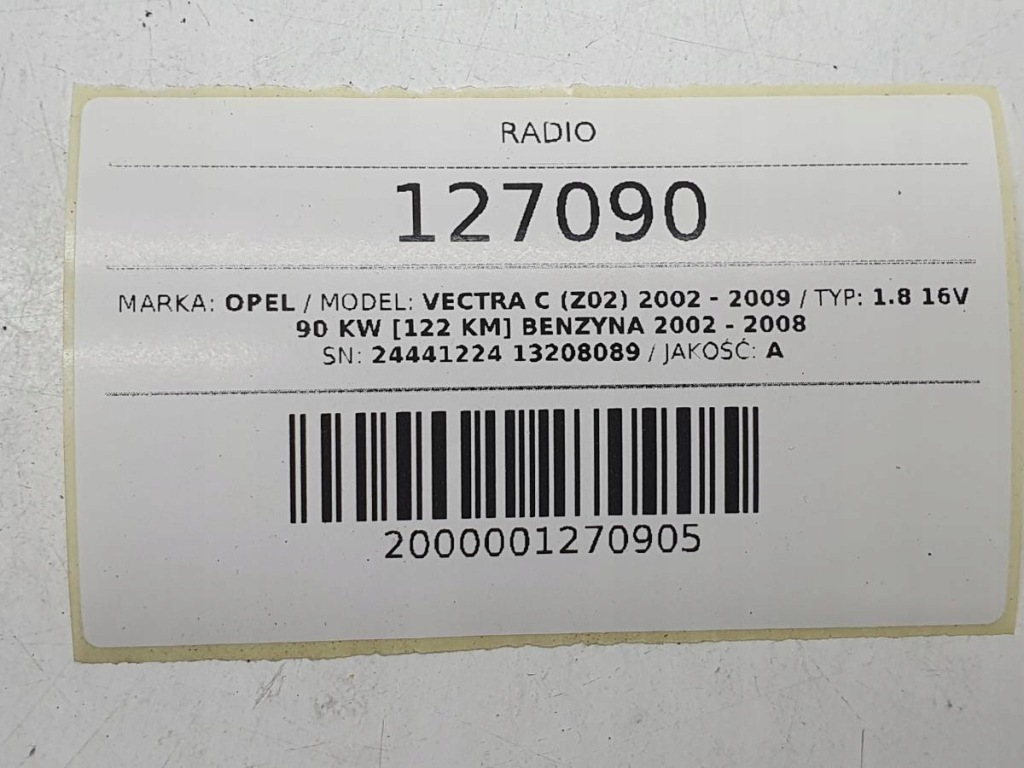 RADIO
127090
MARKA: OPEL / MODEL: VECTRA C (Z02) 2002 - 2009 / TYP: 1.8 16V
90 KW [122 KM] BENZYNA 2002 - 2008
SN: 24441224 13208089 / JAKOŚĆ: A
2000001270905